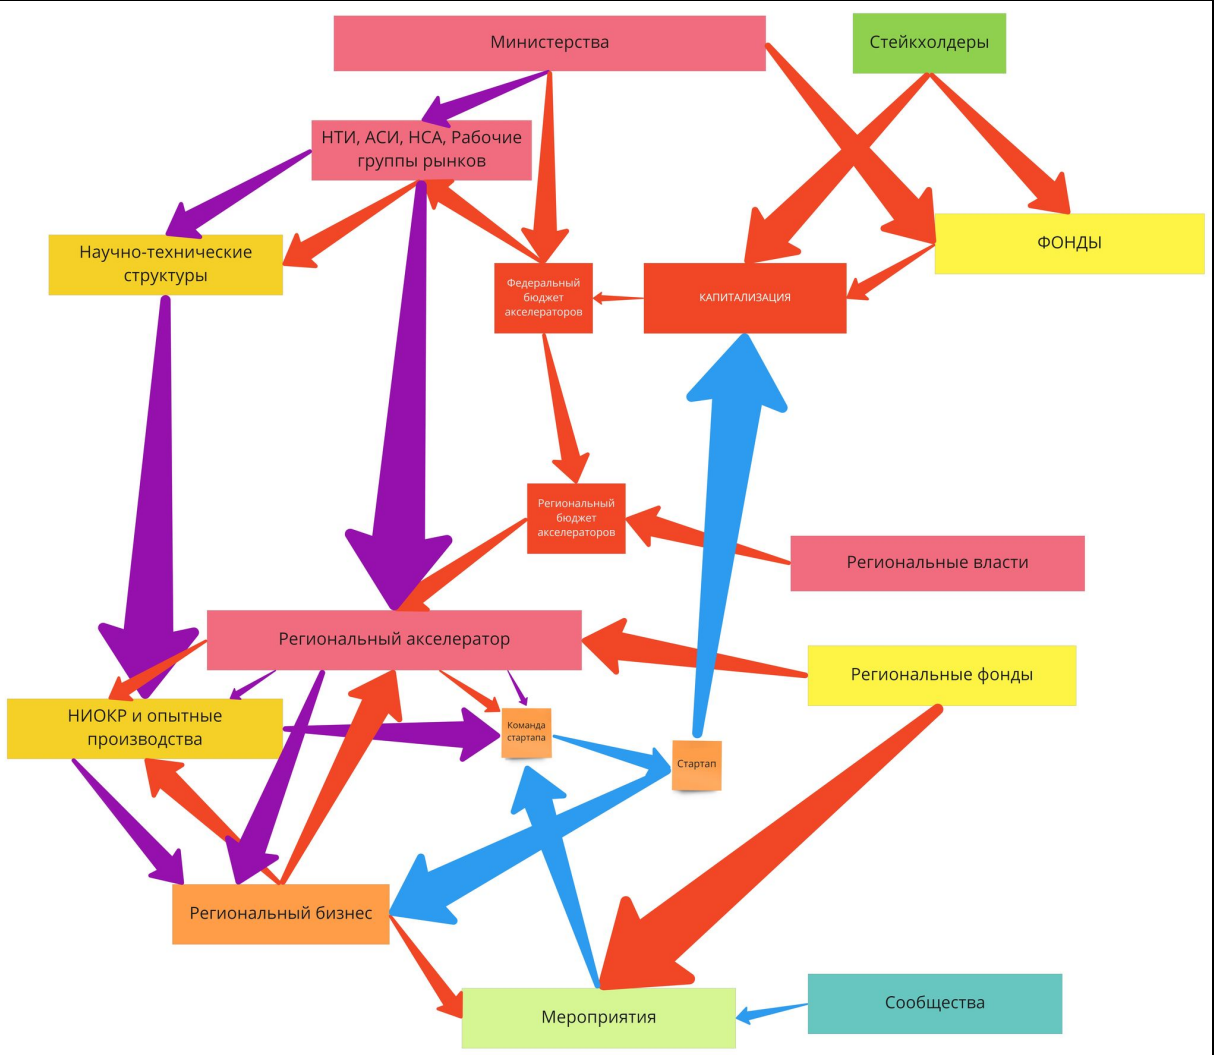 Министерства
Стейкхолдеры
НТИ, АСИ, НСА, Рабочие
группы рынков
Научно-технические
структуры
ФОНДЫ
Федеральный
бюджет
акселераторов
КАПИТАЛИЗАЦИЯ
Региональный
бюджет
акселераторов
Региональные власти
Региональный акселератор
Региональные фонды
НИОКР и опытные
производства
Команда
стартапа
Стартап
Региональный бизнес
Мероприятия
Сообщества